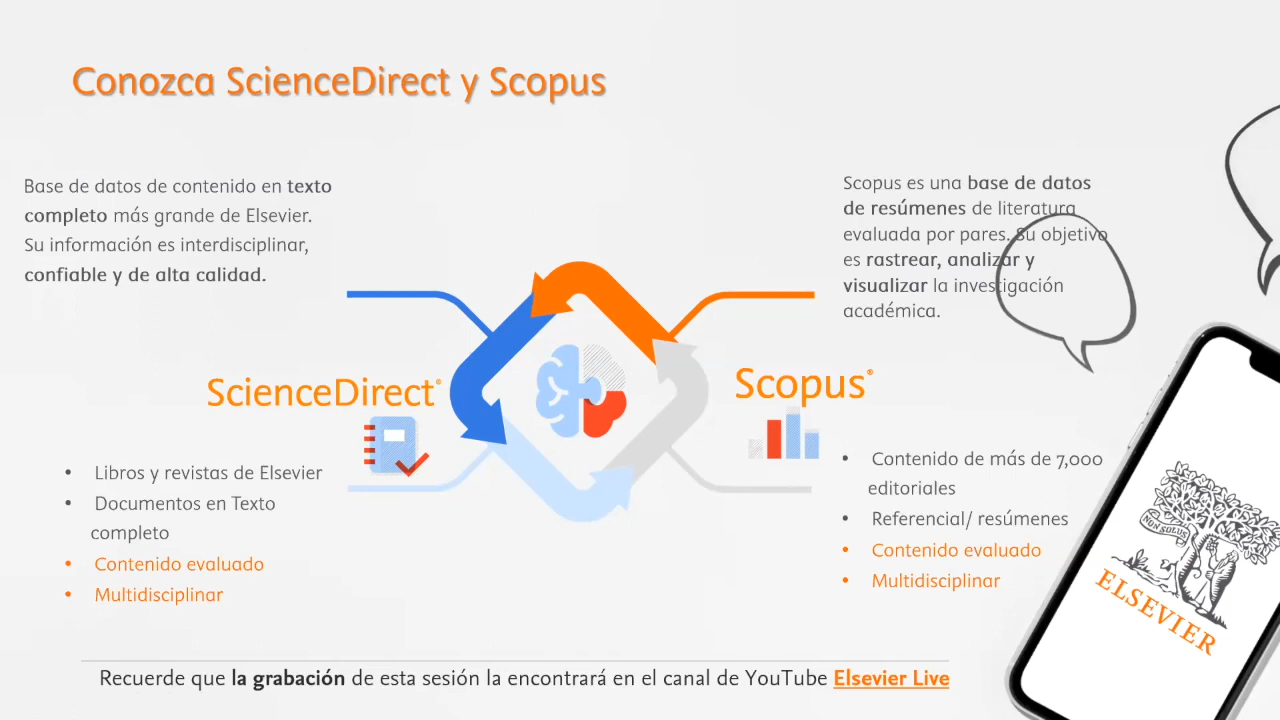 Conozca ScienceDirect y Scopus
Base de datos de contenido en texto
completo más grande de Elsevier.
Su información es interdisciplinar,
confiable y de alta calidad.
Scopus es una base de datos
de resúmenes de literatura
evaluada por pares. Su objetivo
es rastrear, analizar y
visualizar la investigación
académica.
ScienceDirect®
Scopus®
• Libros y revistas de Elsevier
• Documentos en Texto
completo
• Contenido evaluado
• Multidisciplinar
• Contenido de más de 7,000
editoriales
• Referencial/ resúmenes
• Contenido evaluado
• Multidisciplinar
NON SOLUS
ELSEVIER
Recuerde que la grabación de esta sesión la encontrará en el canal de YouTube Elsevier Live